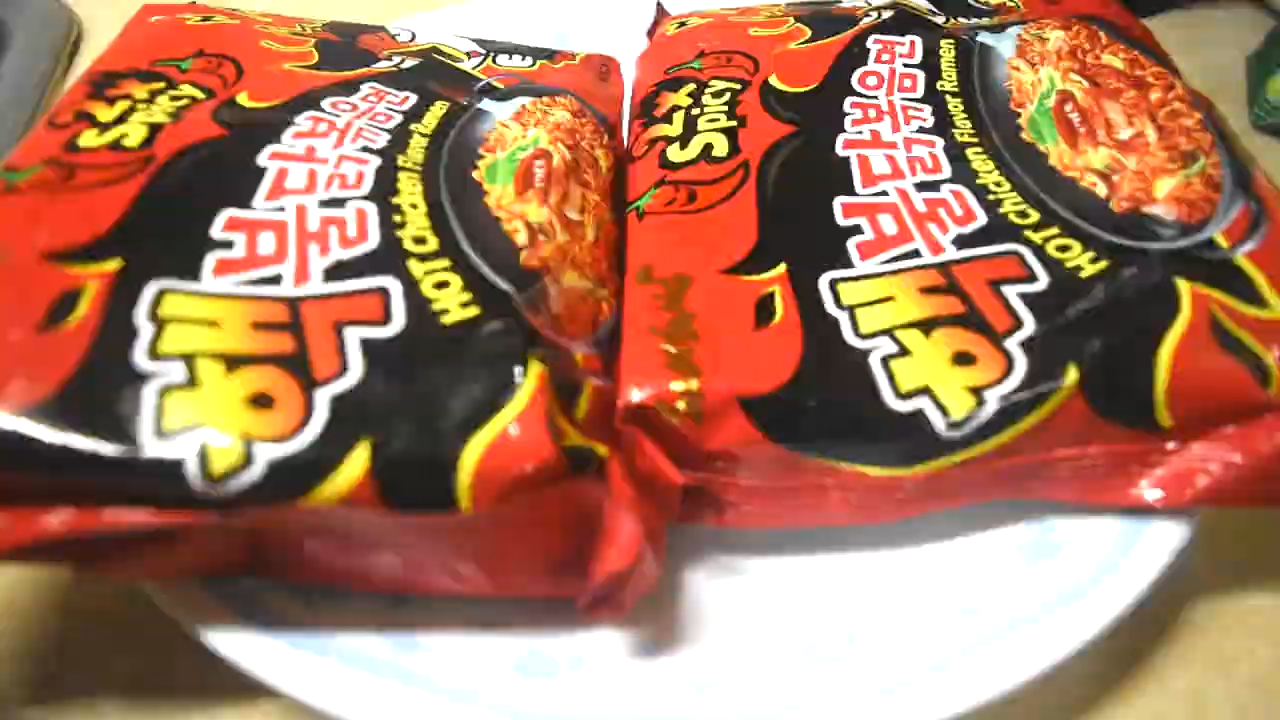 2x
Spicy
핵불닭
볶음면
HOT Chicken Flavor Ramen
2x
Spicy
핵불닭
볶음면
HOT Chicken Flavor Ramen